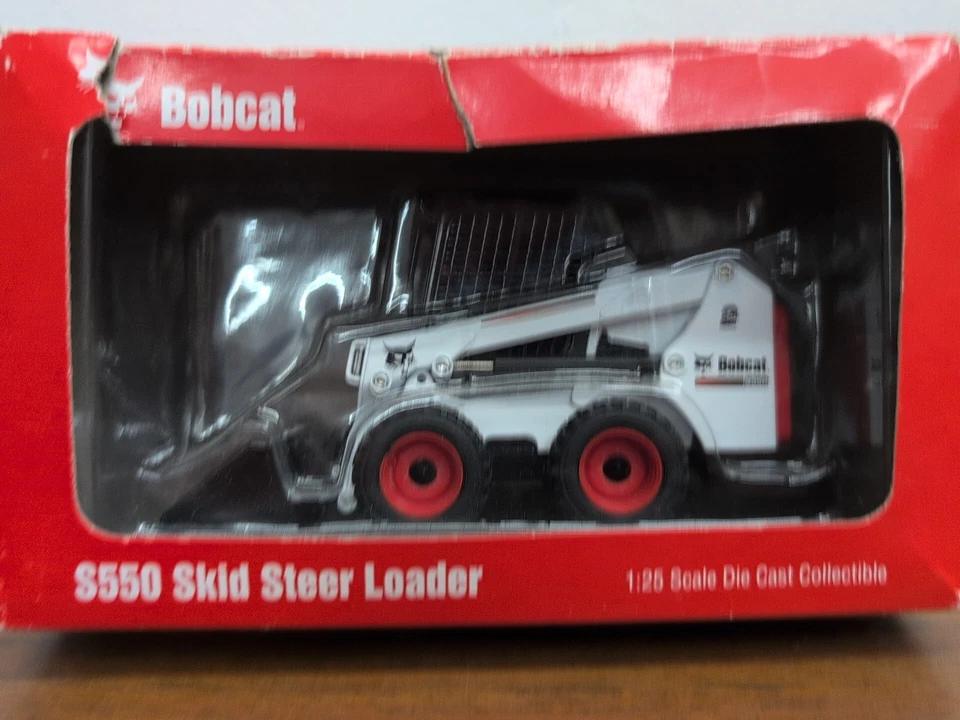 Bobcat
Bobcat
S550 Skid Steer Loader
1:25 Scale Die Cast Collectible